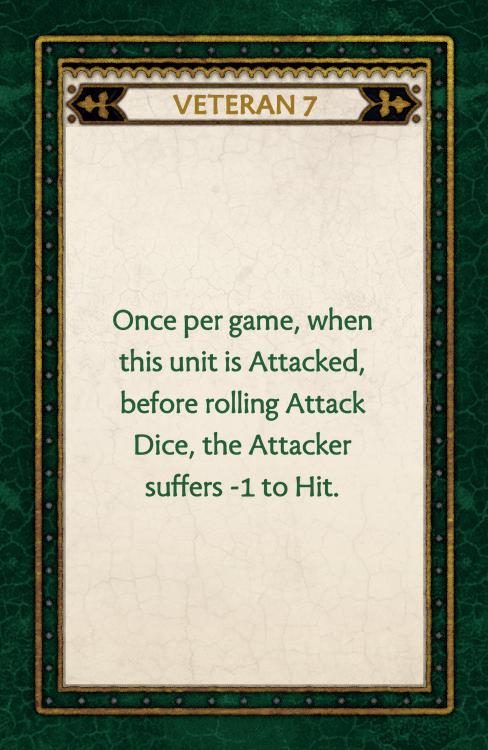 VETERAN 7
Once per game, when
this unit is Attacked,
before rolling Attack
Dice, the Attacker
suffers -1 to Hit.